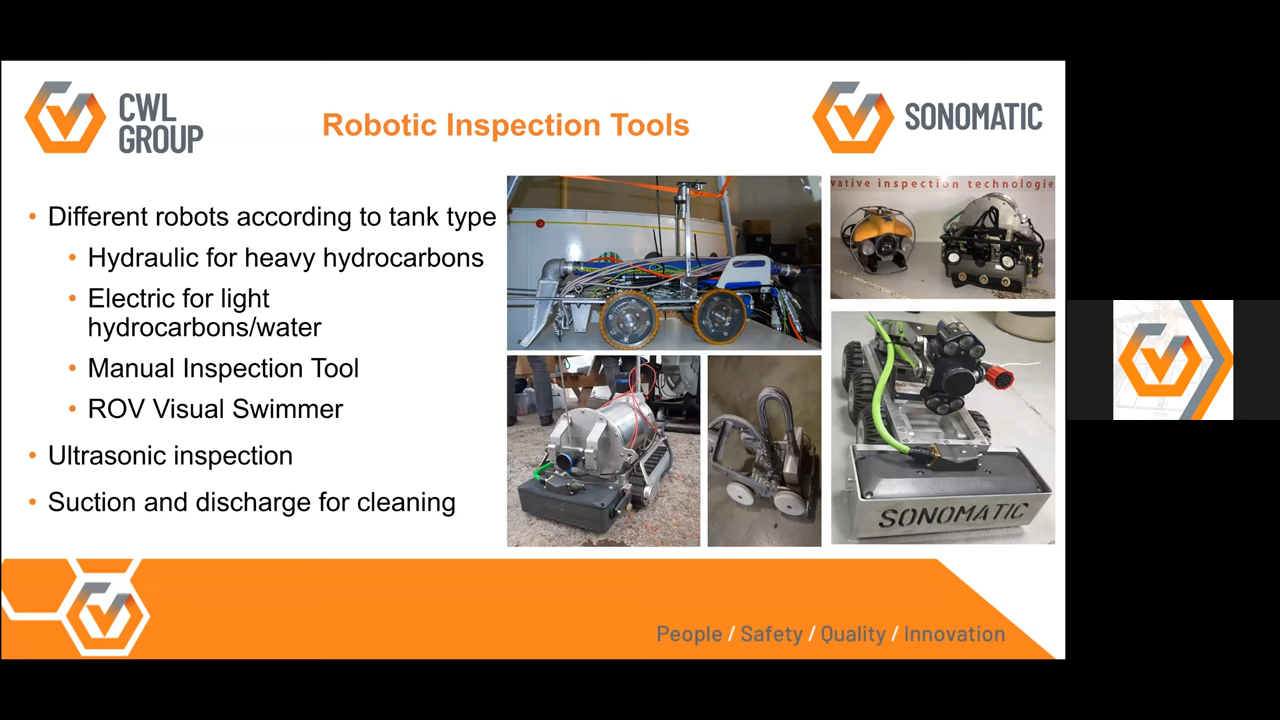 CWL
GROUP
Robotic Inspection Tools
SONOMATIC
• Different robots according to tank type
• Hydraulic for heavy hydrocarbons
• Electric for light
hydrocarbons/water
• Manual Inspection Tool
• ROV Visual Swimmer
• Ultrasonic inspection
• Suction and discharge for cleaning
vative inspection technologie
SONOMATIC
People / Safety / Quality / Innovation